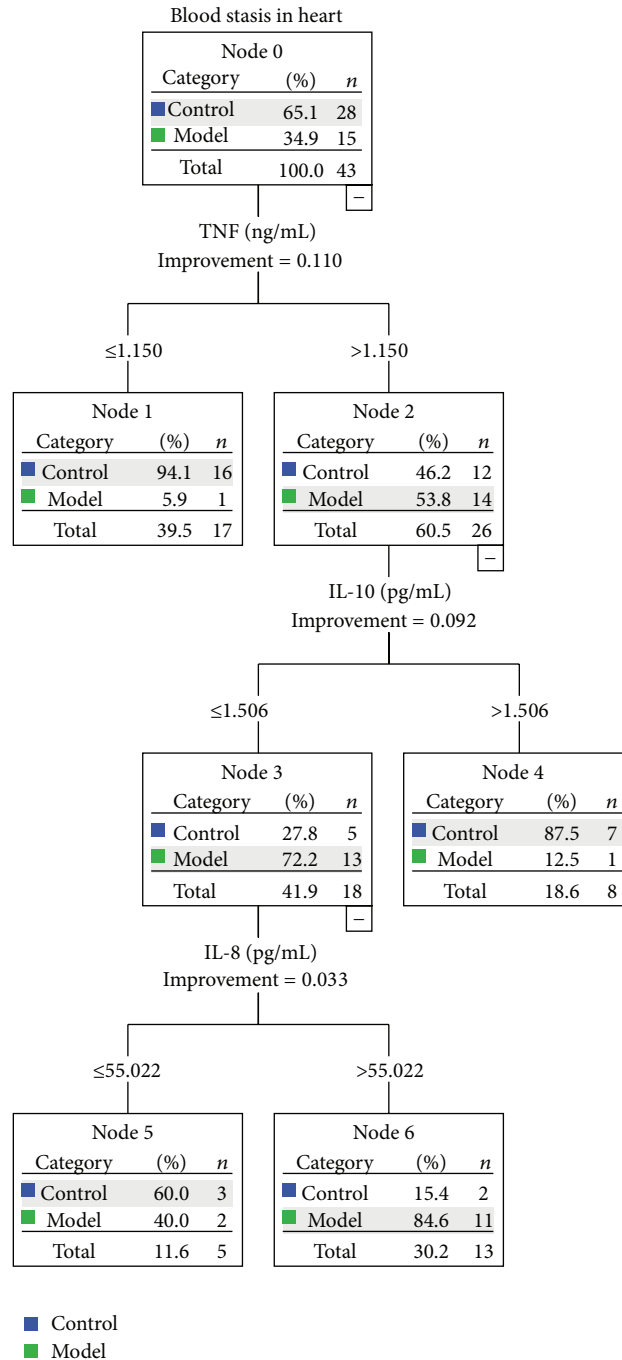 Blood stasis in heart
Node 0
Category (%) n
Control 65.1 28
Model 34.9 15
Total 100.0 43
−
TNF (ng/mL)
Improvement = 0.110
≤1.150 >1.150
Node 1
Category (%) n
Control 94.1 16
Model 5.9 1
Total 39.5 17
Node 2
Category (%) n
Control 46.2 12
Model 53.8 14
Total 60.5 26
−
IL-10 (pg/mL)
Improvement = 0.092
≤1.506 >1.506
Node 3
Category (%) n
Control 27.8 5
Model 72.2 13
Total 41.9 18
−
Node 4
Category (%) n
Control 87.5 7
Model 12.5 1
Total 18.6 8
IL-8 (pg/mL)
Improvement = 0.033
≤55.022 >55.022
Node 5
Category (%) n
Control 60.0 3
Model 40.0 2
Total 11.6 5
Node 6
Category (%) n
Control 15.4 2
Model 84.6 11
Total 30.2 13
Control
Model